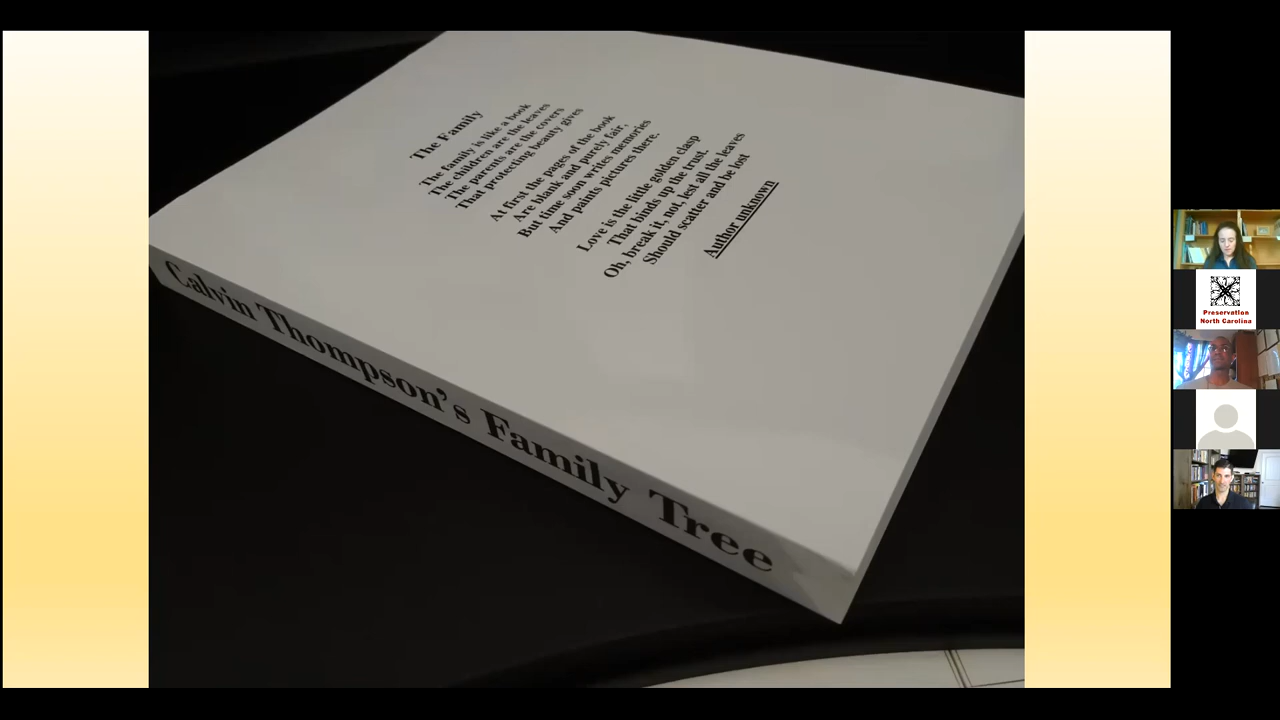 The Family
The family is like a book
The children are the leaves
The parents are the covers
That protecting beauty gives
At first the pages of the book
Are blank and purely fair,
But time soon writes memories
And paints pictures there.
Love is the little golden clasp
That binds up the trust.
Oh, break it, not, lest all the leaves
Should scatter and be lost
Author unknown
Calvin Thompson's Family Tree
Preservation
North Carolina